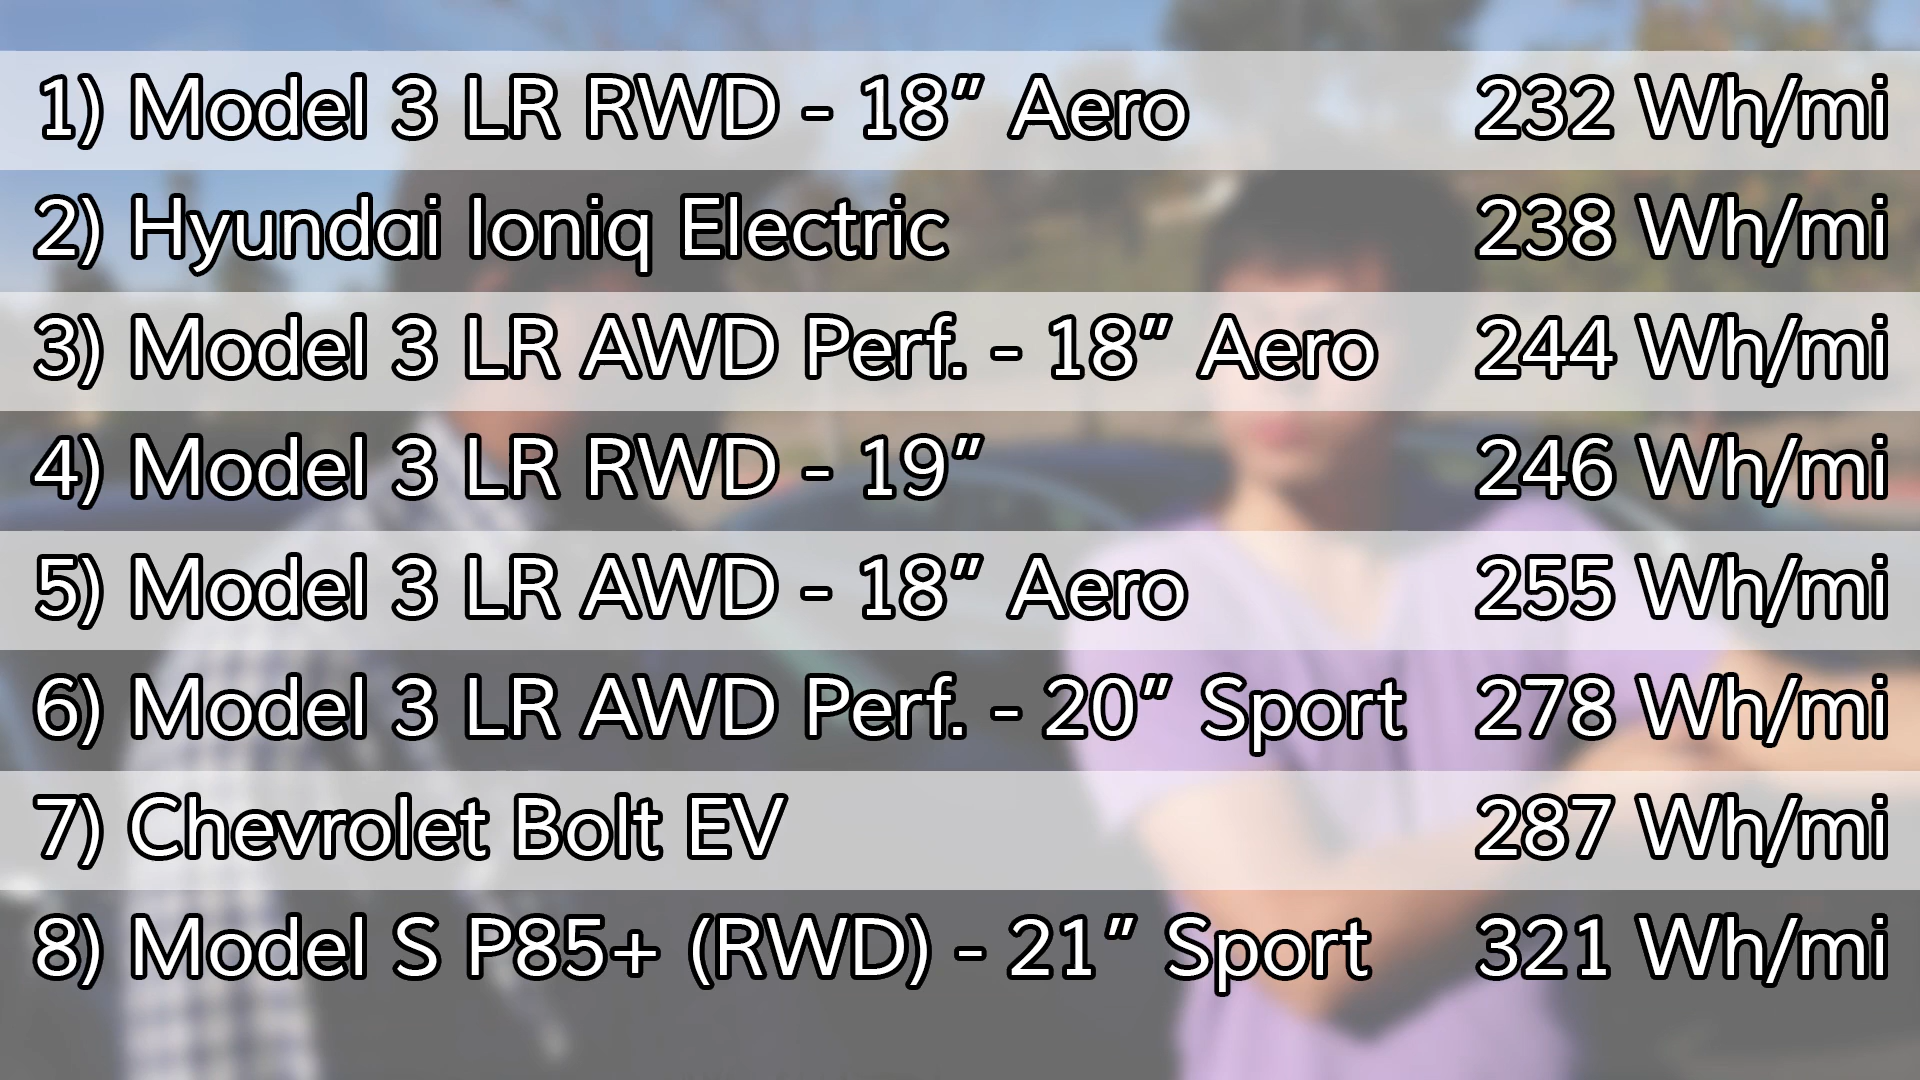 1) Model 3 LR RWD - 18” Aero 232 Wh/mi
2) Hyundai Ioniq Electric 238 Wh/mi
3) Model 3 LR AWD Perf. - 18” Aero 244 Wh/mi
4) Model 3 LR RWD - 19” 246 Wh/mi
5) Model 3 LR AWD - 18” Aero 255 Wh/mi
6) Model 3 LR AWD Perf. - 20” Sport 278 Wh/mi
7) Chevrolet Bolt EV 287 Wh/mi
8) Model S P85+ (RWD) - 21” Sport 321 Wh/mi